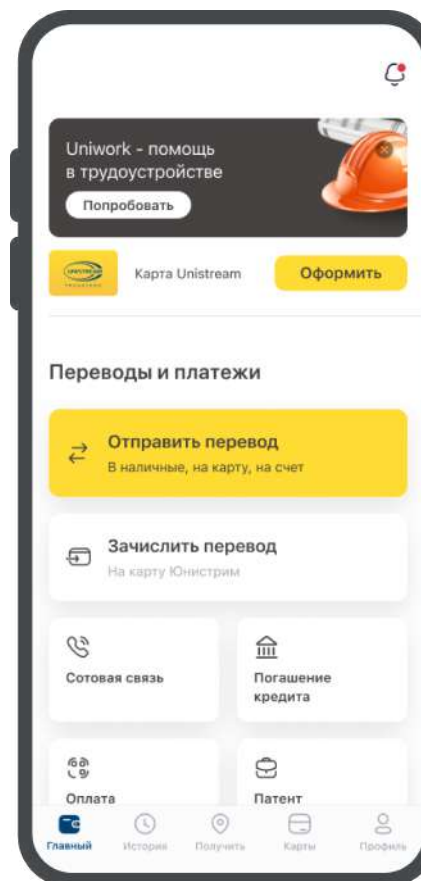 Uniwork - помощь
в трудоустройстве
Попробовать
UNISTREAM
Карта Unistream
Оформить
Переводы и платежи
Отправить перевод
В наличные, на карту, на счет
Зачислить перевод
На карту Юнистрим
Сотовая связь
Погашение
кредита
Оплата
Патент
Главный
История
Получить
Карты
Профиль